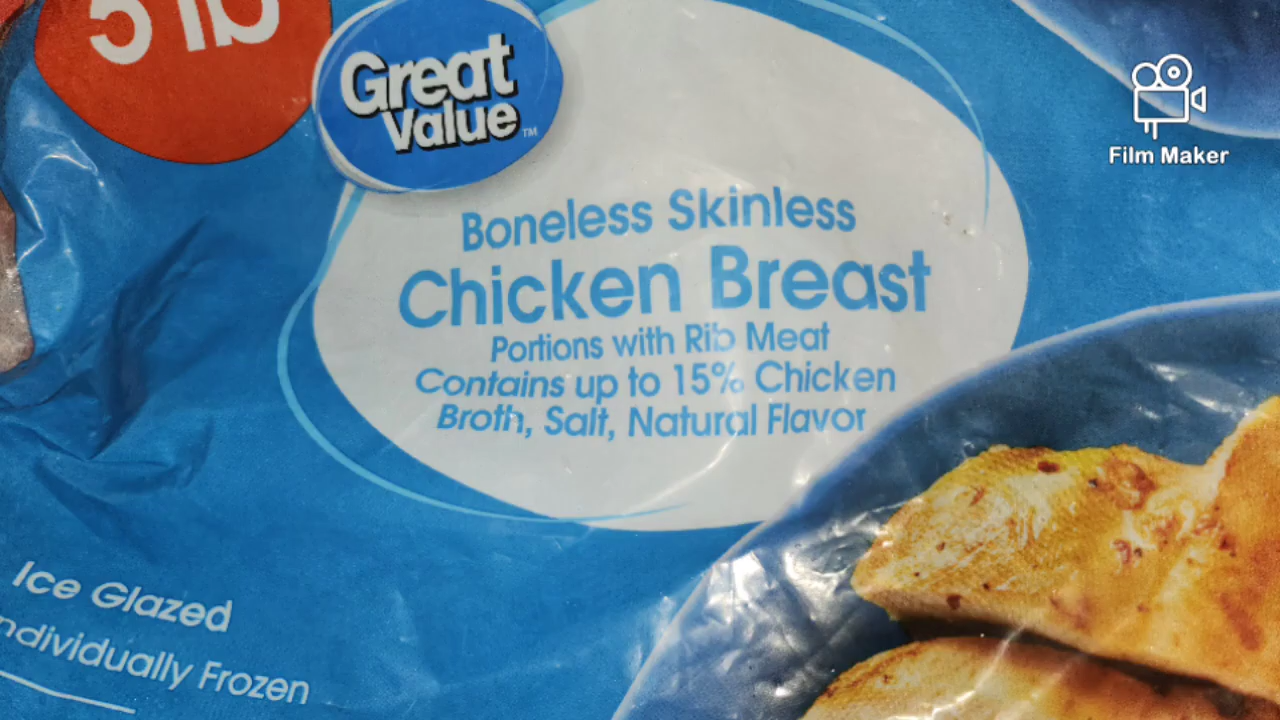 5 lb
Great
Value™
Film Maker
Boneless Skinless
Chicken Breast
Portions with Rib Meat
Contains up to 15% Chicken
Broth, Salt, Natural Flavor
Ice Glazed
ndividually Frozen